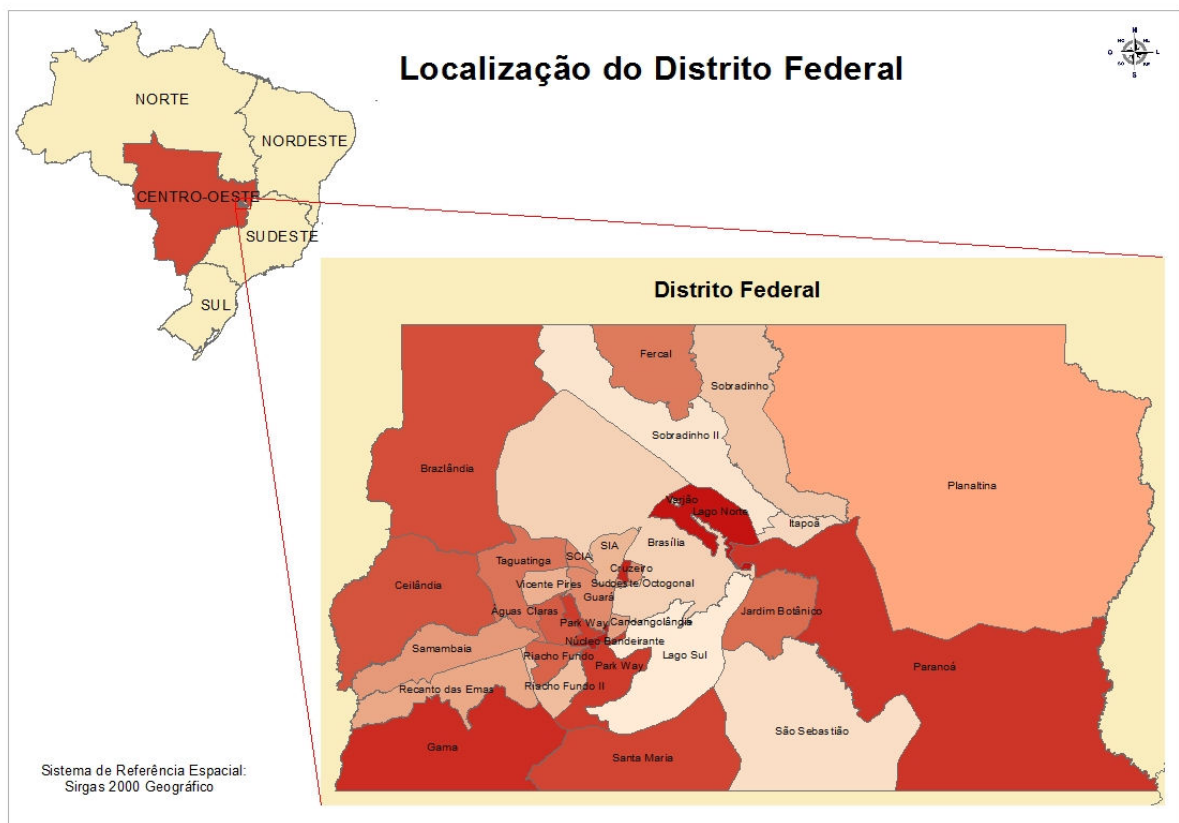 Localização do Distrito Federal
N
O
L
S
NORTE
NORDESTE
CENTRO-OESTE
SUDESTE
SUL
Distrito Federal
Fercal
Sobradinho
Sobradinho II
Brazlândia
Planaltina
Varjão
Lago Norte
Itapoã
SIA
Brasília
Taguatinga
SCIA
Cruzeiro
Ceilândia
Vicente Pires
Sudoeste/Octogonal
Guará
Águas Claras
Jardim Botânico
Park Way
Candangolândia
Núcleo Bandeirante
Samambaia
Riacho Fundo
Lago Sul
Park Way
Paranoá
Recanto das Emas
Riacho Fundo II
São Sebastião
Gama
Santa Maria
Sistema de Referência Espacial:
Sirgas 2000 Geográfico